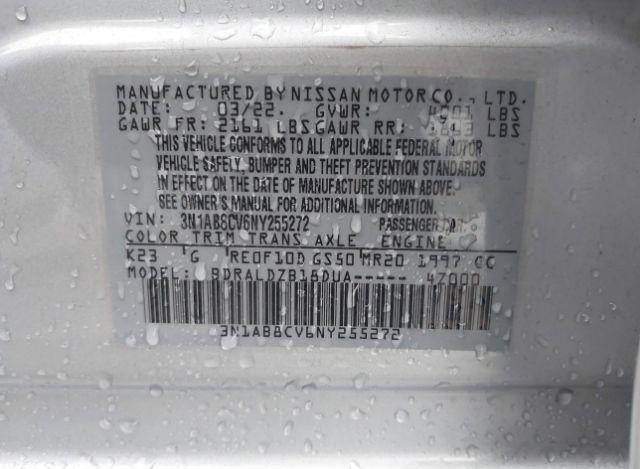 MANUFACTURED BY NISSAN MOTOR CO., LTD.
DATE: 03/22. GVWR: LBS
GAWR FR: 2161 LBS GAWR RR: LBS
THIS VEHICLE CONFORMS TO ALL APPLICABLE FEDERAL MOTOR
VEHICLE SAFELY, BUMPER AND THEFT PREVENTION STANDARDS
IN EFFECT ON THE DATE OF MANUFACTURE SHOWN ABOVE.
SEE OWNER'S MANUAL FOR ADDITIONAL INFORMATION.
VIN: 3N1AB8CV6NY255272 PASSENGER CAR
COLOR TRIM TRANS AXLE ENGINE
K23 G RE0F10D GS50 MR20 1997 CC
MODEL: BDRALDZB15DUA----- 47000
3N1AB8CV6NY255272